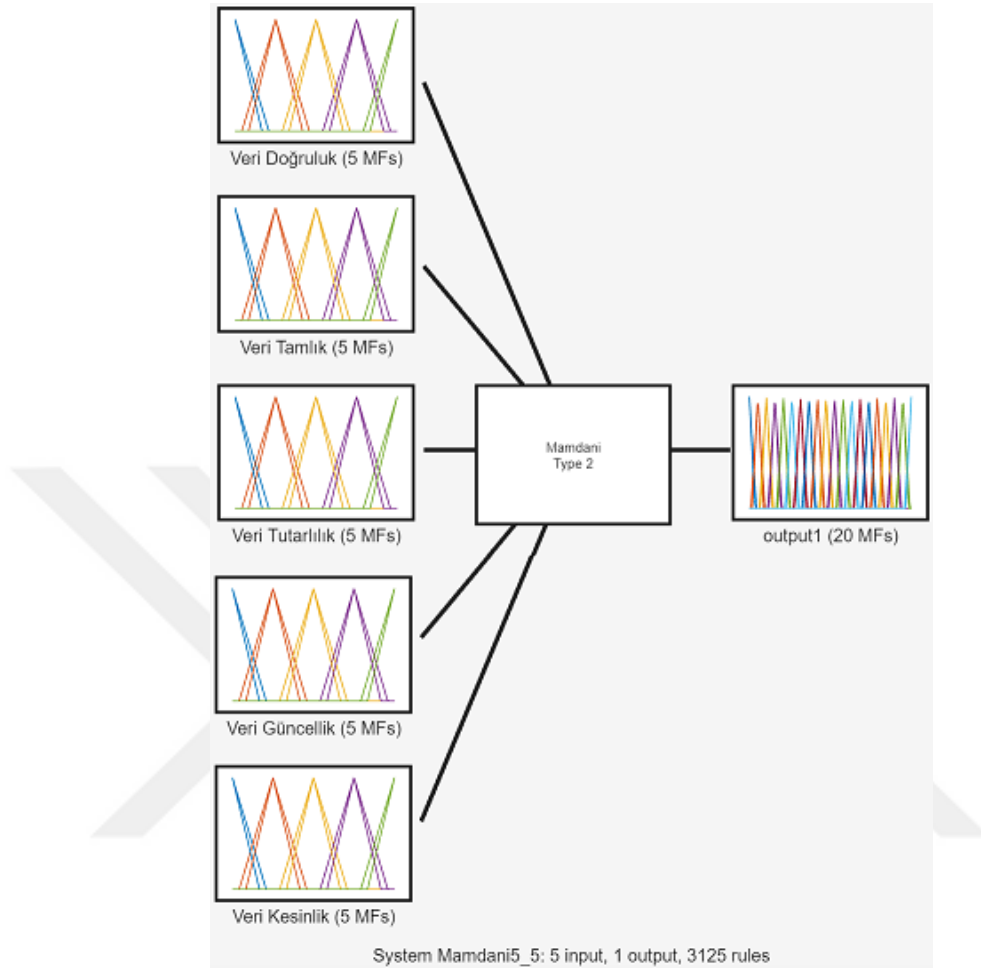 Veri Doğruluk (5 MFs)
Veri Tamlık (5 MFs)
Veri Tutarlılık (5 MFs)
Mamdani
Type 2
output1 (20 MFs)
Veri Güncellik (5 MFs)
Veri Kesinlik (5 MFs)
System Mamdani5_5: 5 input, 1 output, 3125 rules